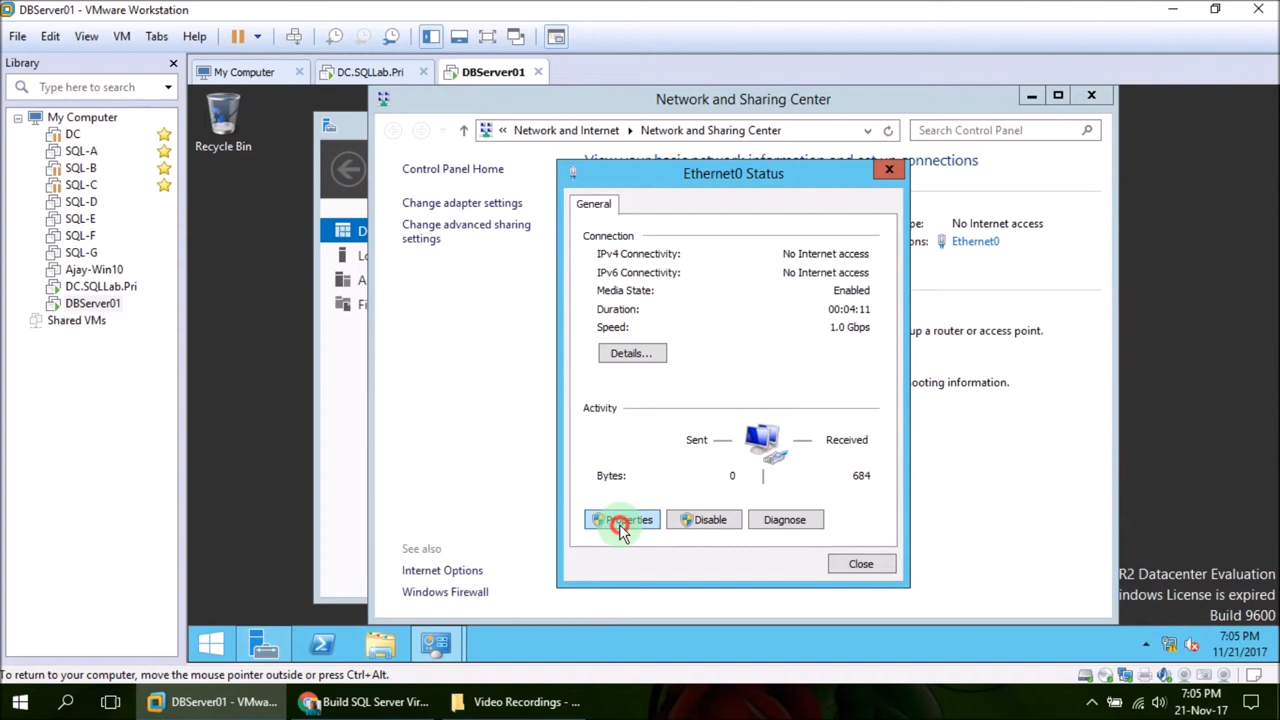 DBServer01 - VMware Workstation
File Edit View VM Tabs Help
Library
Type here to search
My Computer
DC
SQL-A
SQL-B
SQL-C
SQL-D
SQL-E
SQL-F
SQL-G
Ajay-Win10
DC.SQLLab.Pri
DBServer01
Shared VMs
My Computer DC.SQLLab.Pri DBServer01
Recycle Bin
Network and Sharing Center
« Network and Internet Network and Sharing Center
Search Control Panel
Control Panel Home
Change adapter settings
Change advanced sharing
settings
connections
No Internet access
Ethernet0
up a router or access point.
Ethernet0 Status
General
Connection
IPv4 Connectivity: No Internet access
IPv6 Connectivity: No Internet access
Media State: Enabled
Duration: 00:04:11
Speed: 1.0 Gbps
Details...
Activity
Sent Received
Bytes: 0 684
Properties Disable Diagnose
Close
See also
Internet Options
Windows Firewall
R2 Datacenter Evaluation
indows License is expired
Build 9600
7:05 PM
11/21/2017
To return to your computer, move the mouse pointer outside or press Ctrl+Alt.
DBServer01 - VMwa...
Build SQL Server Vir...
Video Recordings - ...
7:05 PM
21-Nov-17